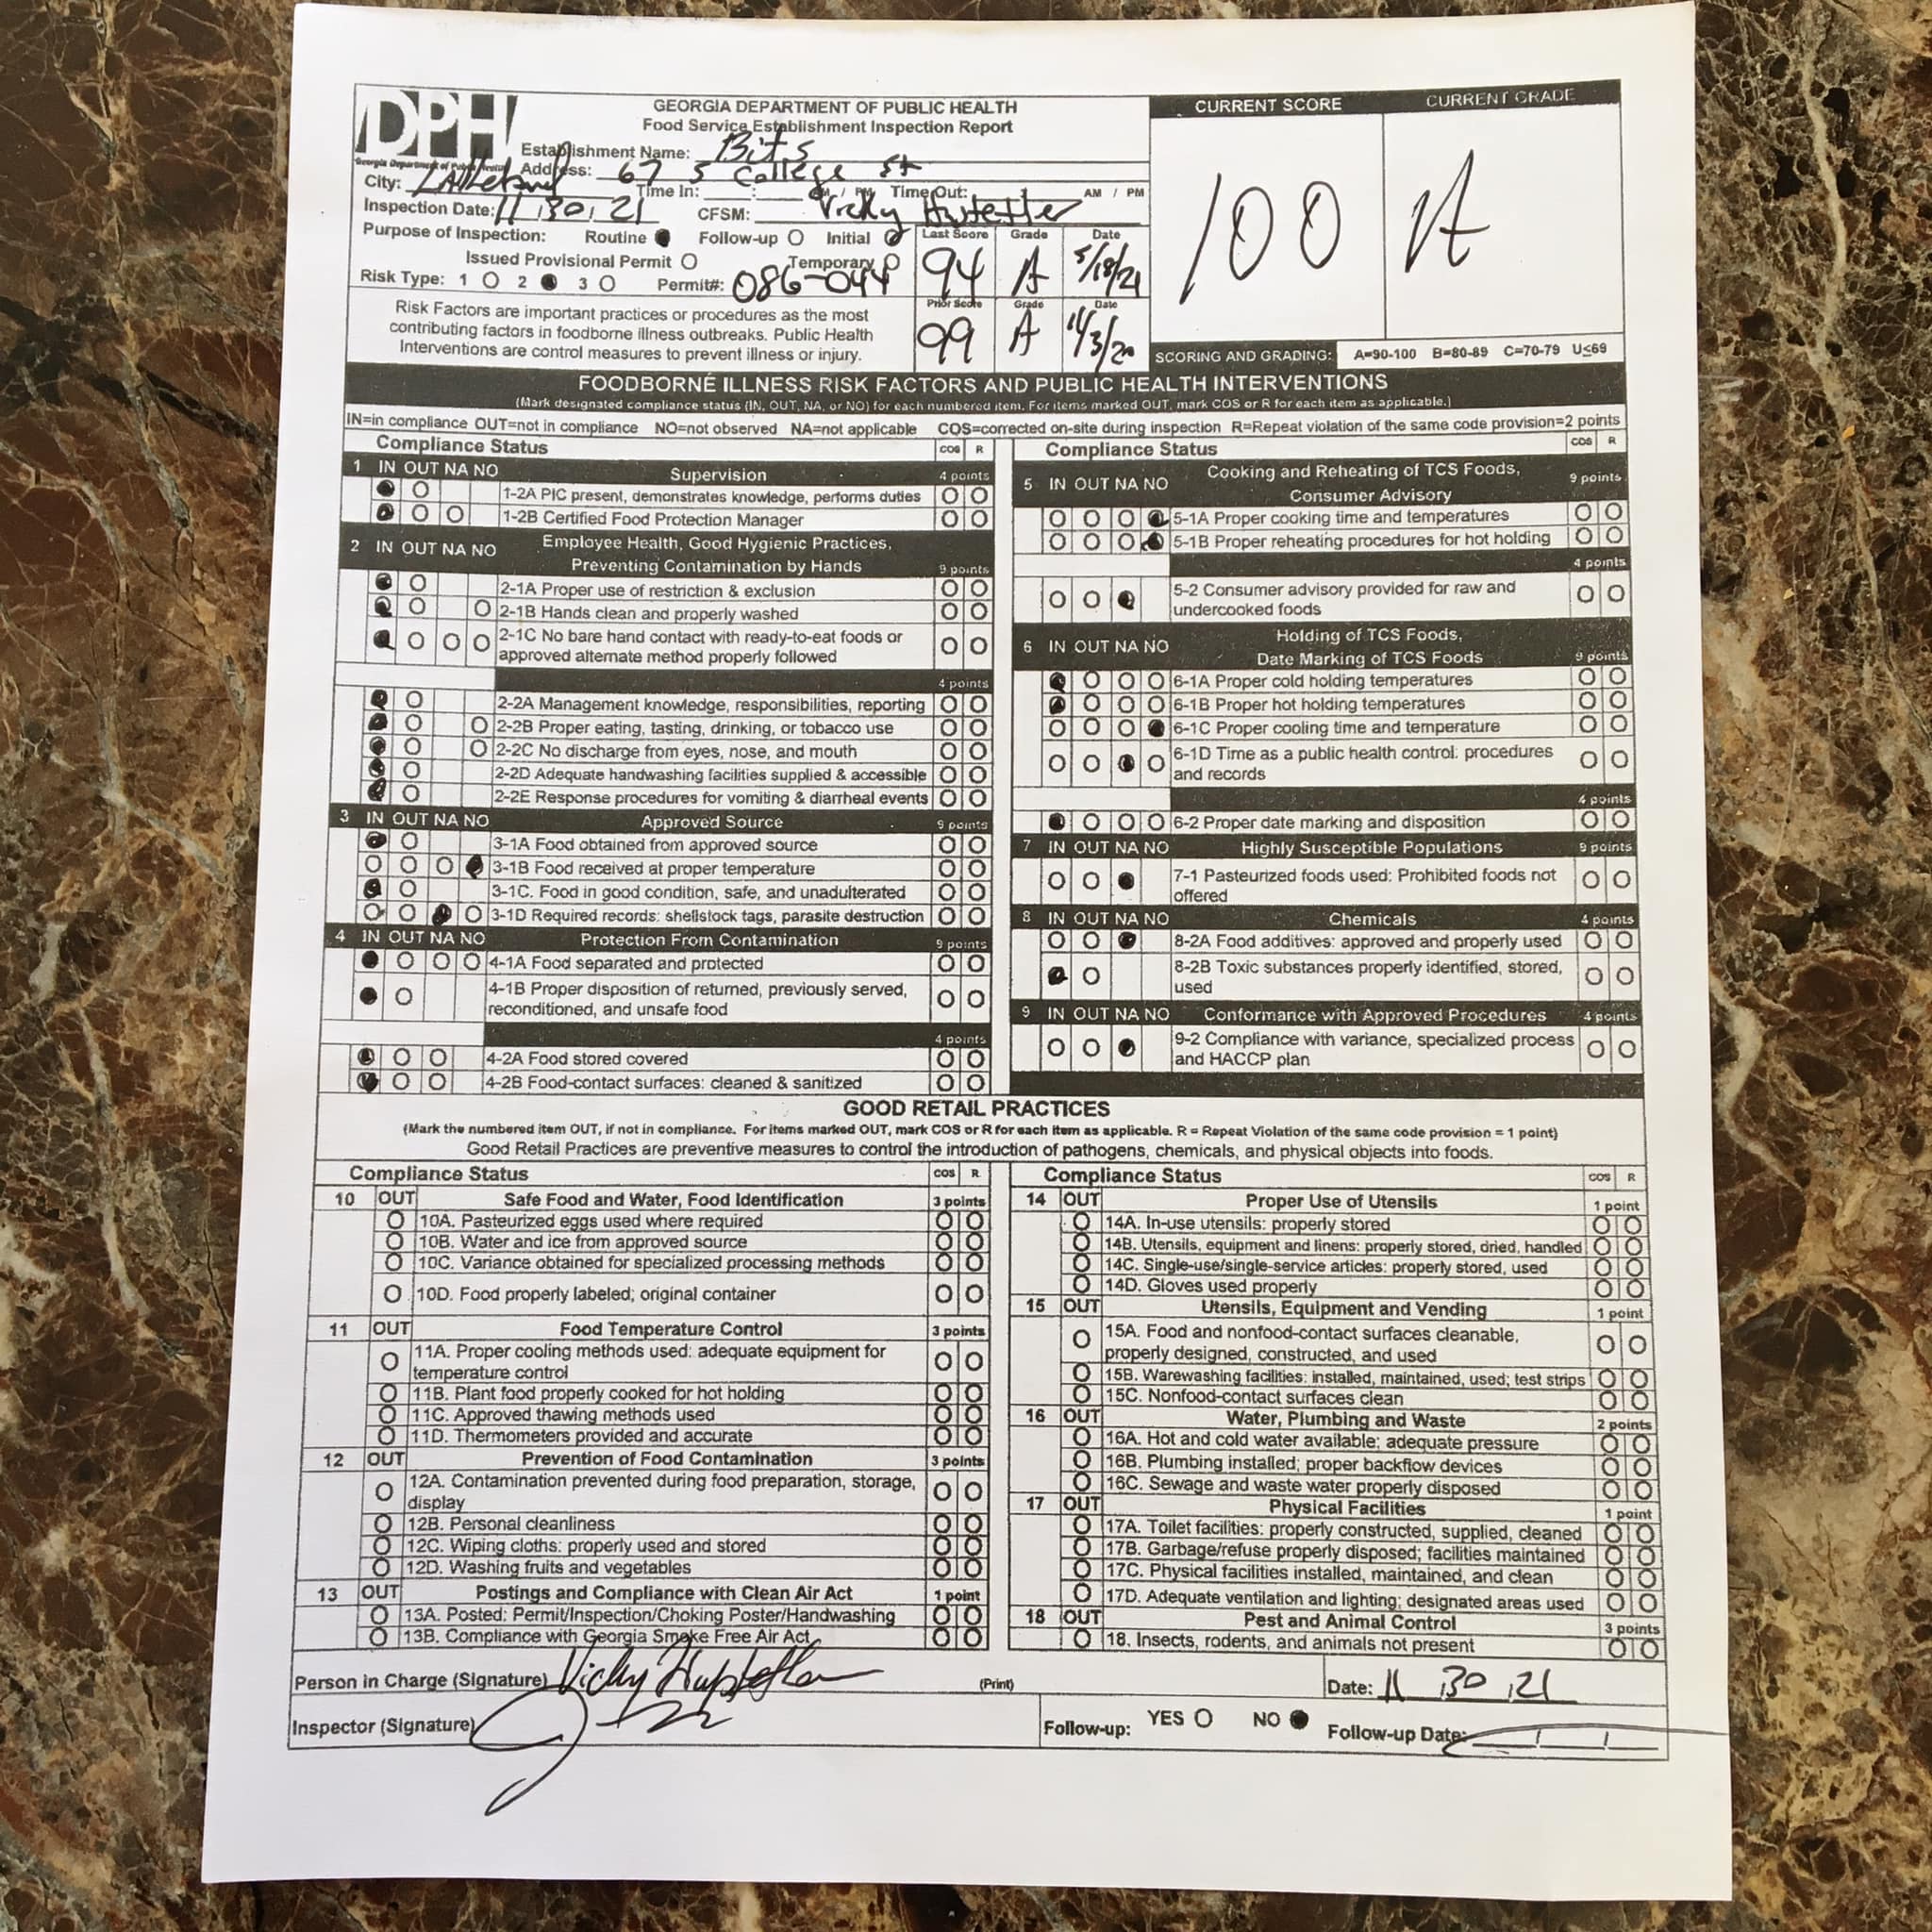 DPH
Georgia Department of Public Health
GEORGIA DEPARTMENT OF PUBLIC HEALTH
Food Service Establishment Inspection Report
CURRENT SCORE
CURRENT GRADE
100
A
Establishment Name: Bits
Address: 67 S College St
City:
Time In: : AM / PM Time Out: AM / PM
Inspection Date: 11, 30, 21
CFSM: Vicky
Purpose of Inspection: Routine Follow-up Initial
Issued Provisional Permit Temporary
Risk Type: 1 2 3 Permit#: 086-044
Last Score Grade Date
94 A 5/18/21
Prior Score Grade Date
99 A 11/3/20
Risk Factors are important practices or procedures as the most
contributing factors in foodborne illness outbreaks. Public Health
Interventions are control measures to prevent illness or injury.
SCORING AND GRADING: A=90-100 B=80-89 C=70-79 U≤69
FOODBORNE ILLNESS RISK FACTORS AND PUBLIC HEALTH INTERVENTIONS
(Mark designated compliance status (IN, OUT, NA, or NO) for each numbered item. For items marked OUT, mark COS or R for each item as applicable.)
IN=in compliance OUT=not in compliance NO=not observed NA=not applicable COS=corrected on-site during inspection R=Repeat violation of the same code provision=2 points
Compliance Status COS R
1 IN OUT NA NO Supervision 4 points
1-2A PIC present, demonstrates knowledge, performs duties
1-2B Certified Food Protection Manager
2 IN OUT NA NO Employee Health, Good Hygienic Practices,
Preventing Contamination by Hands 9 points
2-1A Proper use of restriction & exclusion
2-1B Hands clean and properly washed
2-1C No bare hand contact with ready-to-eat foods or
approved alternate method properly followed
4 points
2-2A Management knowledge, responsibilities, reporting
2-2B Proper eating, tasting, drinking, or tobacco use
2-2C No discharge from eyes, nose, and mouth
2-2D Adequate handwashing facilities supplied & accessible
2-2E Response procedures for vomiting & diarrheal events
3 IN OUT NA NO Approved Source 9 points
3-1A Food obtained from approved source
3-1B Food received at proper temperature
3-1C. Food in good condition, safe, and unadulterated
3-1D Required records: shellstock tags, parasite destruction
4 IN OUT NA NO Protection From Contamination 9 points
4-1A Food separated and protected
4-1B Proper disposition of returned, previously served,
reconditioned, and unsafe food
4 points
4-2A Food stored covered
4-2B Food-contact surfaces: cleaned & sanitized
Compliance Status COS R
5 IN OUT NA NO Cooking and Reheating of TCS Foods,
Consumer Advisory 9 points
5-1A Proper cooking time and temperatures
5-1B Proper reheating procedures for hot holding
4 points
5-2 Consumer advisory provided for raw and
undercooked foods
6 IN OUT NA NO Holding of TCS Foods,
Date Marking of TCS Foods 9 points
6-1A Proper cold holding temperatures
6-1B Proper hot holding temperatures
6-1C Proper cooling time and temperature
6-1D Time as a public health control: procedures
and records
4 points
6-2 Proper date marking and disposition
7 IN OUT NA NO Highly Susceptible Populations 9 points
7-1 Pasteurized foods used: Prohibited foods not
offered
8 IN OUT NA NO Chemicals 4 points
8-2A Food additives: approved and properly used
8-2B Toxic substances properly identified, stored,
used
9 IN OUT NA NO Conformance with Approved Procedures 4 points
9-2 Compliance with variance, specialized process
and HACCP plan
GOOD RETAIL PRACTICES
(Mark the numbered item OUT, if not in compliance. For items marked OUT, mark COS or R for each item as applicable. R = Repeat Violation of the same code provision = 1 point)
Good Retail Practices are preventive measures to control the introduction of pathogens, chemicals, and physical objects into foods.
Compliance Status COS R
10 OUT Safe Food and Water, Food Identification 3 points
10A. Pasteurized eggs used where required
10B. Water and ice from approved source
10C. Variance obtained for specialized processing methods
10D. Food properly labeled; original container
11 OUT Food Temperature Control 3 points
11A. Proper cooling methods used: adequate equipment for
temperature control
11B. Plant food properly cooked for hot holding
11C. Approved thawing methods used
11D. Thermometers provided and accurate
12 OUT Prevention of Food Contamination 3 points
12A. Contamination prevented during food preparation, storage,
display
12B. Personal cleanliness
12C. Wiping cloths: properly used and stored
12D. Washing fruits and vegetables
13 OUT Postings and Compliance with Clean Air Act 1 point
13A. Posted: Permit/Inspection/Choking Poster/Handwashing
13B. Compliance with Georgia Smoke Free Air Act
Compliance Status COS R
14 OUT Proper Use of Utensils 1 point
14A. In-use utensils: properly stored
14B. Utensils, equipment and linens: properly stored, dried, handled
14C. Single-use/single-service articles: properly stored, used
14D. Gloves used properly
15 OUT Utensils, Equipment and Vending 1 point
15A. Food and nonfood-contact surfaces cleanable,
properly designed, constructed, and used
15B. Warewashing facilities: installed, maintained, used; test strips
15C. Nonfood-contact surfaces clean
16 OUT Water, Plumbing and Waste 2 points
16A. Hot and cold water available; adequate pressure
16B. Plumbing installed; proper backflow devices
16C. Sewage and waste water properly disposed
17 OUT Physical Facilities 1 point
17A. Toilet facilities: properly constructed, supplied, cleaned
17B. Garbage/refuse properly disposed; facilities maintained
17C. Physical facilities installed, maintained, and clean
17D. Adequate ventilation and lighting; designated areas used
18 OUT Pest and Animal Control 3 points
18. Insects, rodents, and animals not present
Person in Charge (Signature) Vicky (Print) Date: 11 30 21
Inspector (Signature)
Follow-up: YES NO Follow-up Date: